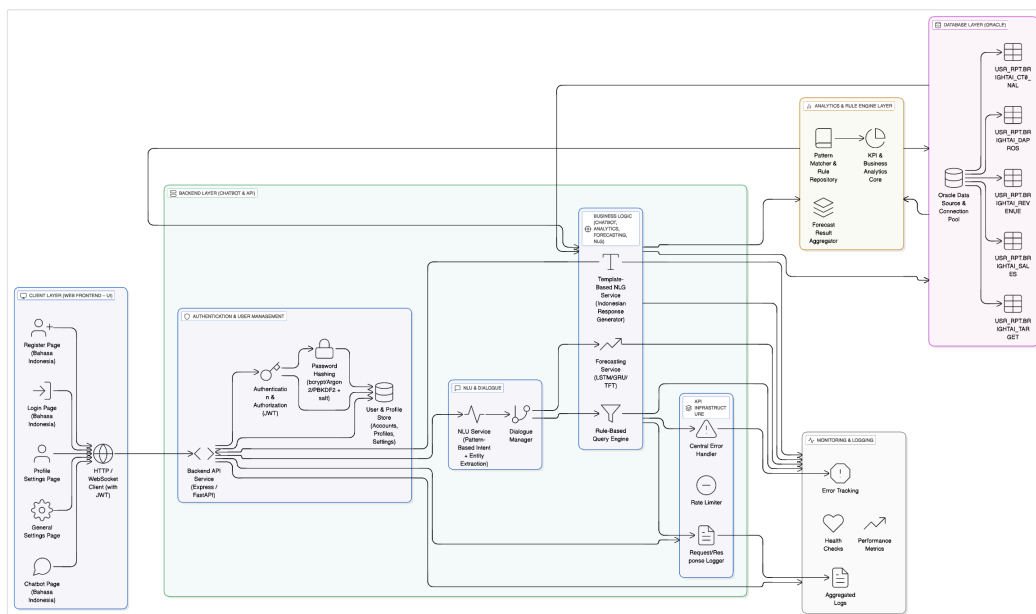 CLIENT LAYER (WEB FRONTEND – UI)
Register Page
(Bahasa
Indonesia)
Login Page
(Bahasa
Indonesia)
Profile
Settings Page
General
Settings Page
Chatbot Page
(Bahasa
Indonesia)
HTTP /
WebSocket
Client (with
JWT)
BACKEND LAYER (CHATBOT & API)
AUTHENTICATION & USER MANAGEMENT
Authenticatio
n &
Authorization
(JWT)
Password
Hashing
(bcrypt/Argon
2/PBKDF2 +
salt)
User & Profile
Store
(Accounts,
Profiles,
Settings)
Backend API
Service
(Express /
FastAPI)
NLU & DIALOGUE
NLU Service
(Pattern-
Based Intent
+ Entity
Extraction)
Dialogue
Manager
BUSINESS LOGIC
(CHATBOT,
ANALYTICS,
FORECASTING,
NLG)
Template-
Based NLG
Service
(Indonesian
Response
Generator)
Forecasting
Service
(LSTM/GRU/
TFT)
Rule-Based
Query Engine
API
INFRASTRUCT
URE
Central Error
Handler
Rate Limiter
Request/Res
ponse Logger
ANALYTICS & RULE ENGINE LAYER
Pattern
Matcher &
Rule
Repository
KPI &
Business
Analytics
Core
Forecast
Result
Aggregator
MONITORING & LOGGING
Error Tracking
Health
Checks
Performance
Metrics
Aggregated
Logs
DATABASE LAYER (ORACLE)
Oracle Data
Source &
Connection
Pool
USR_RPT.BR
IGHTAI_CT0_
NAL
USR_RPT.BR
IGHTAI_DAP
ROS
USR_RPT.BR
IGHTAI_REV
ENUE
USR_RPT.BR
IGHTAI_SAL
ES
USR_RPT.BR
IGHTAI_TAR
GET